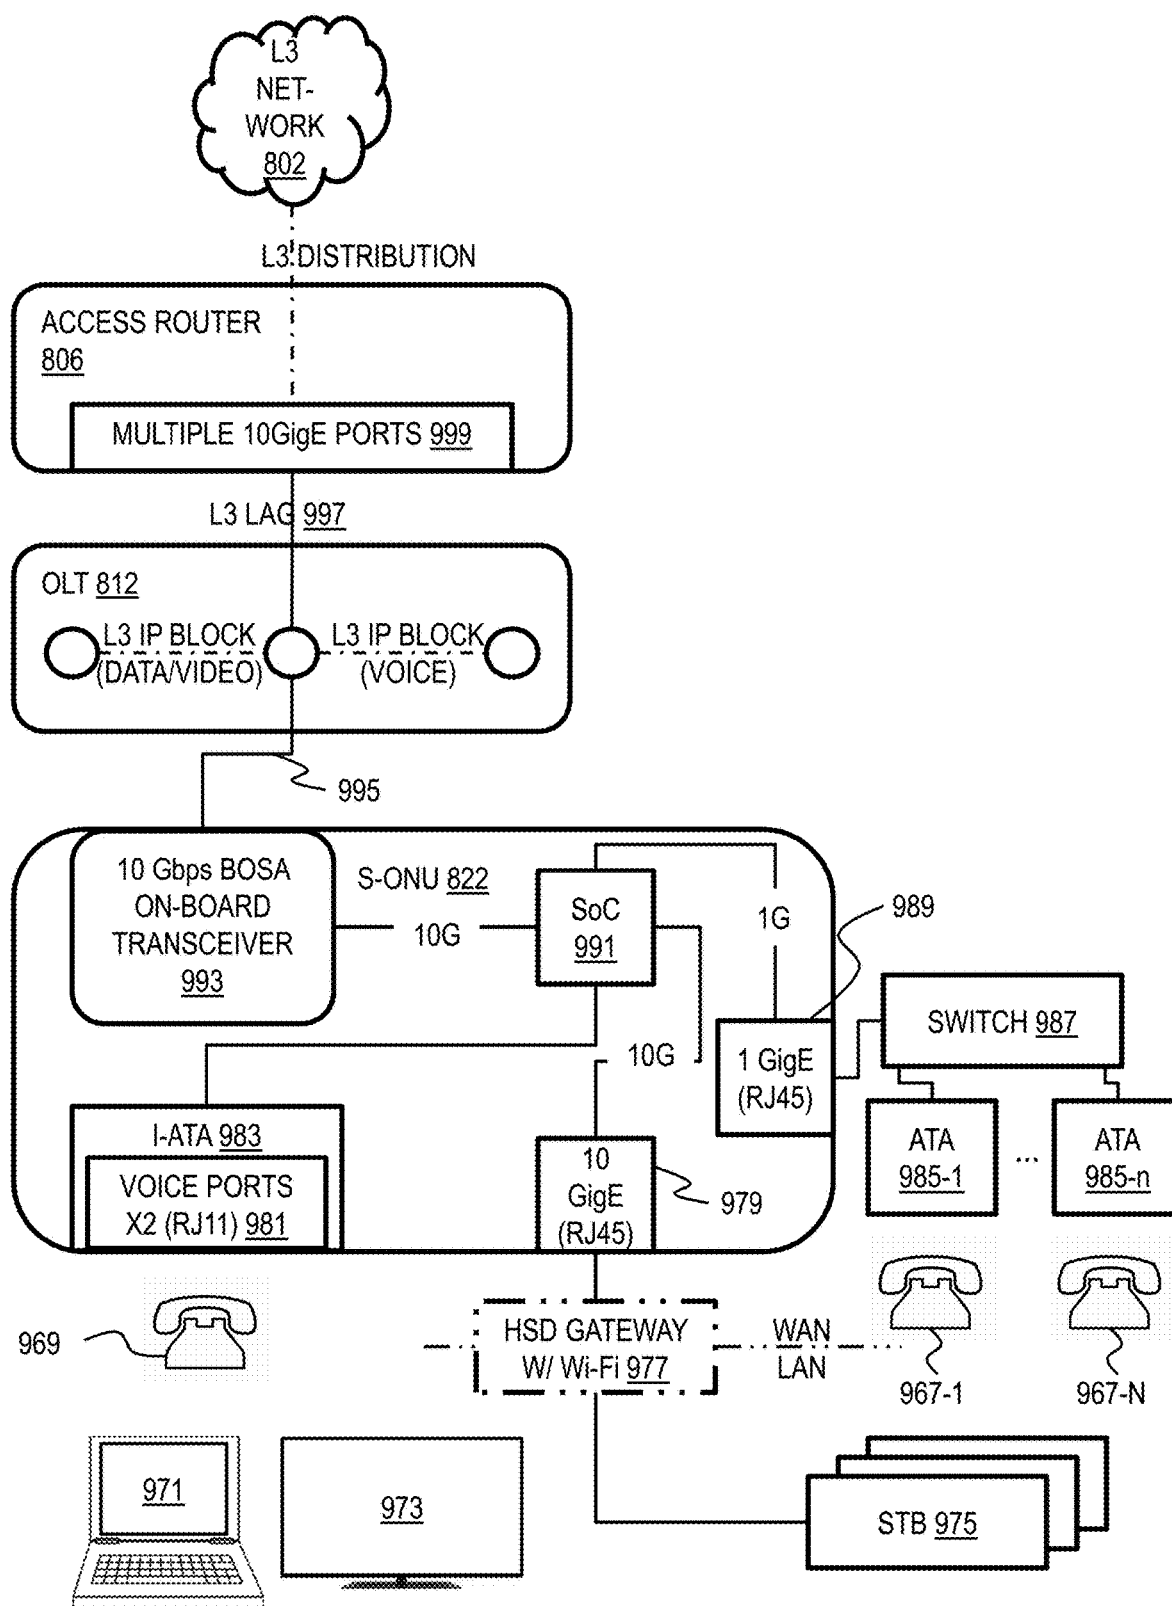 L3
NET-
WORK
802
L3 DISTRIBUTION
ACCESS ROUTER
806
MULTIPLE 10GigE PORTS 999
L3 LAG 997
OLT 812
L3 IP BLOCK
(DATA/VIDEO)
L3 IP BLOCK
(VOICE)
995
10 Gbps BOSA
ON-BOARD
TRANSCEIVER
993
S-ONU 822
10G
SoC
991
1G
989
10G
1 GigE
(RJ45)
SWITCH 987
I-ATA 983
VOICE PORTS
X2 (RJ11) 981
10
GigE
(RJ45)
979
ATA
985-1
...
ATA
985-n
969
HSD GATEWAY
W/ Wi-Fi 977
WAN
LAN
967-1
967-N
971
973
STB 975